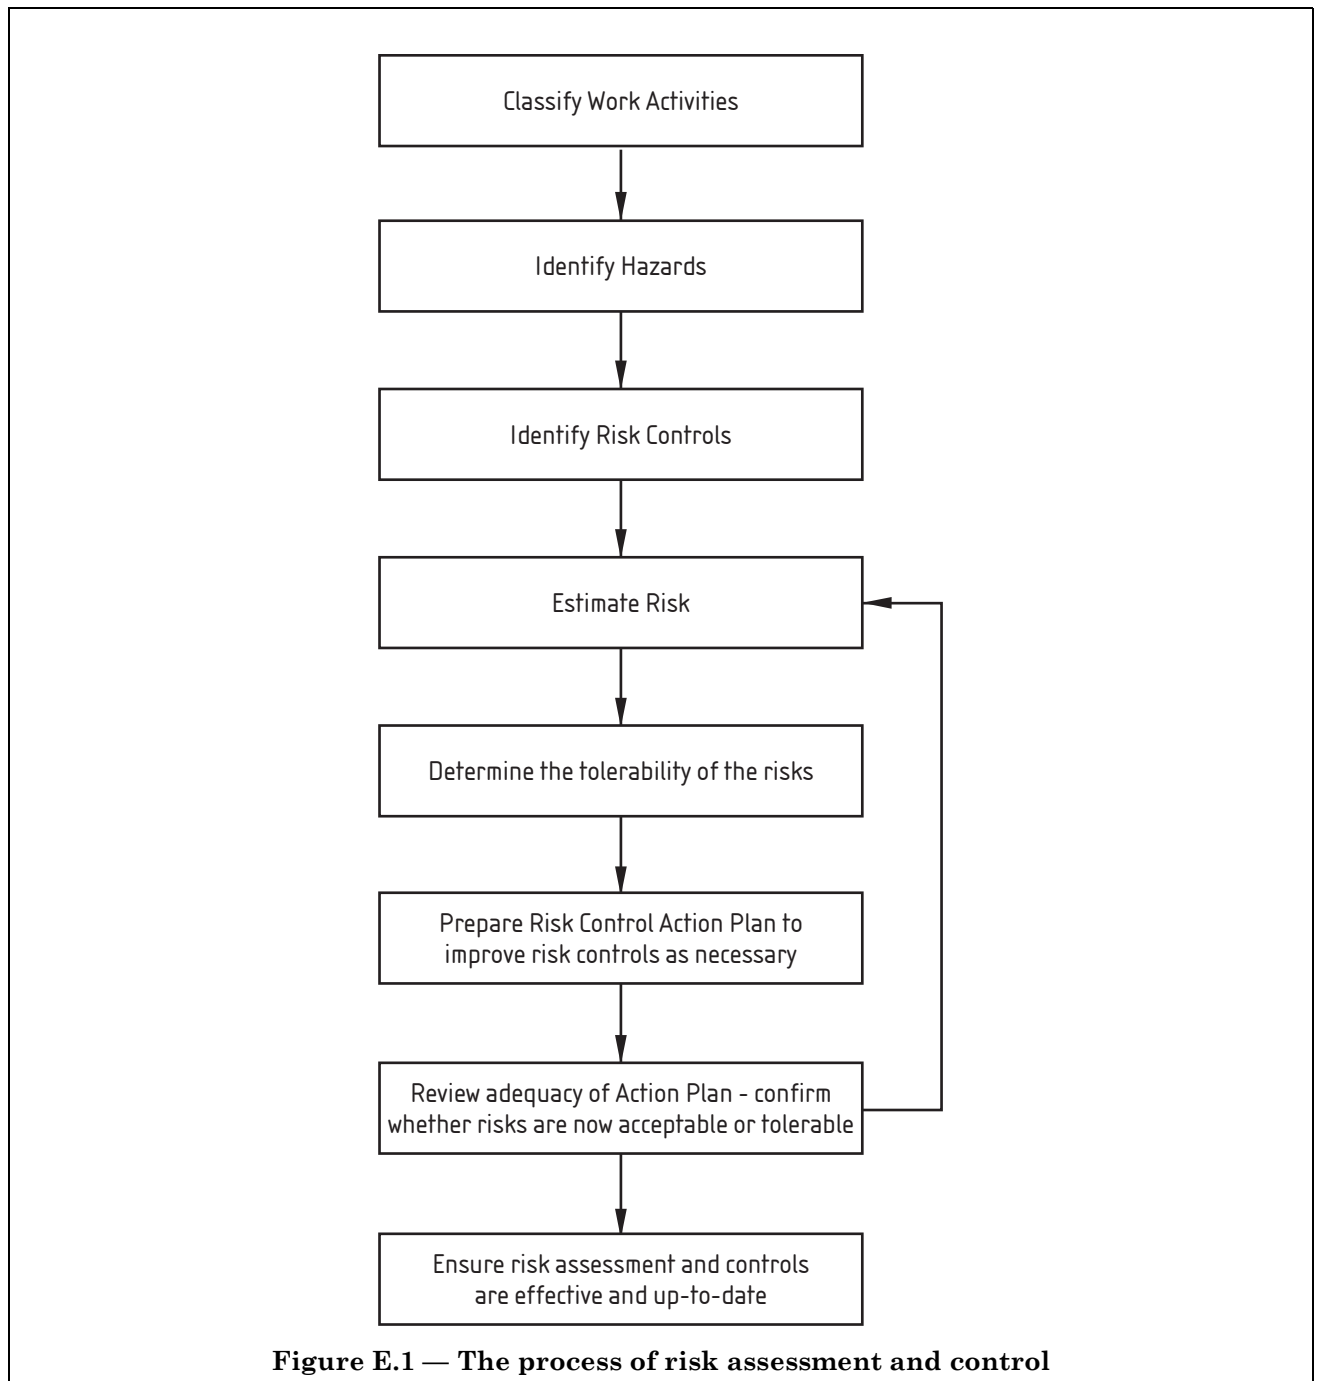 Classify Work Activities
Identify Hazards
Identify Risk Controls
Estimate Risk
Determine the tolerability of the risks
Prepare Risk Control Action Plan to
improve risk controls as necessary
Review adequacy of Action Plan - confirm
whether risks are now acceptable or tolerable
Ensure risk assessment and controls
are effective and up-to-date
Figure E.1 — The process of risk assessment and control